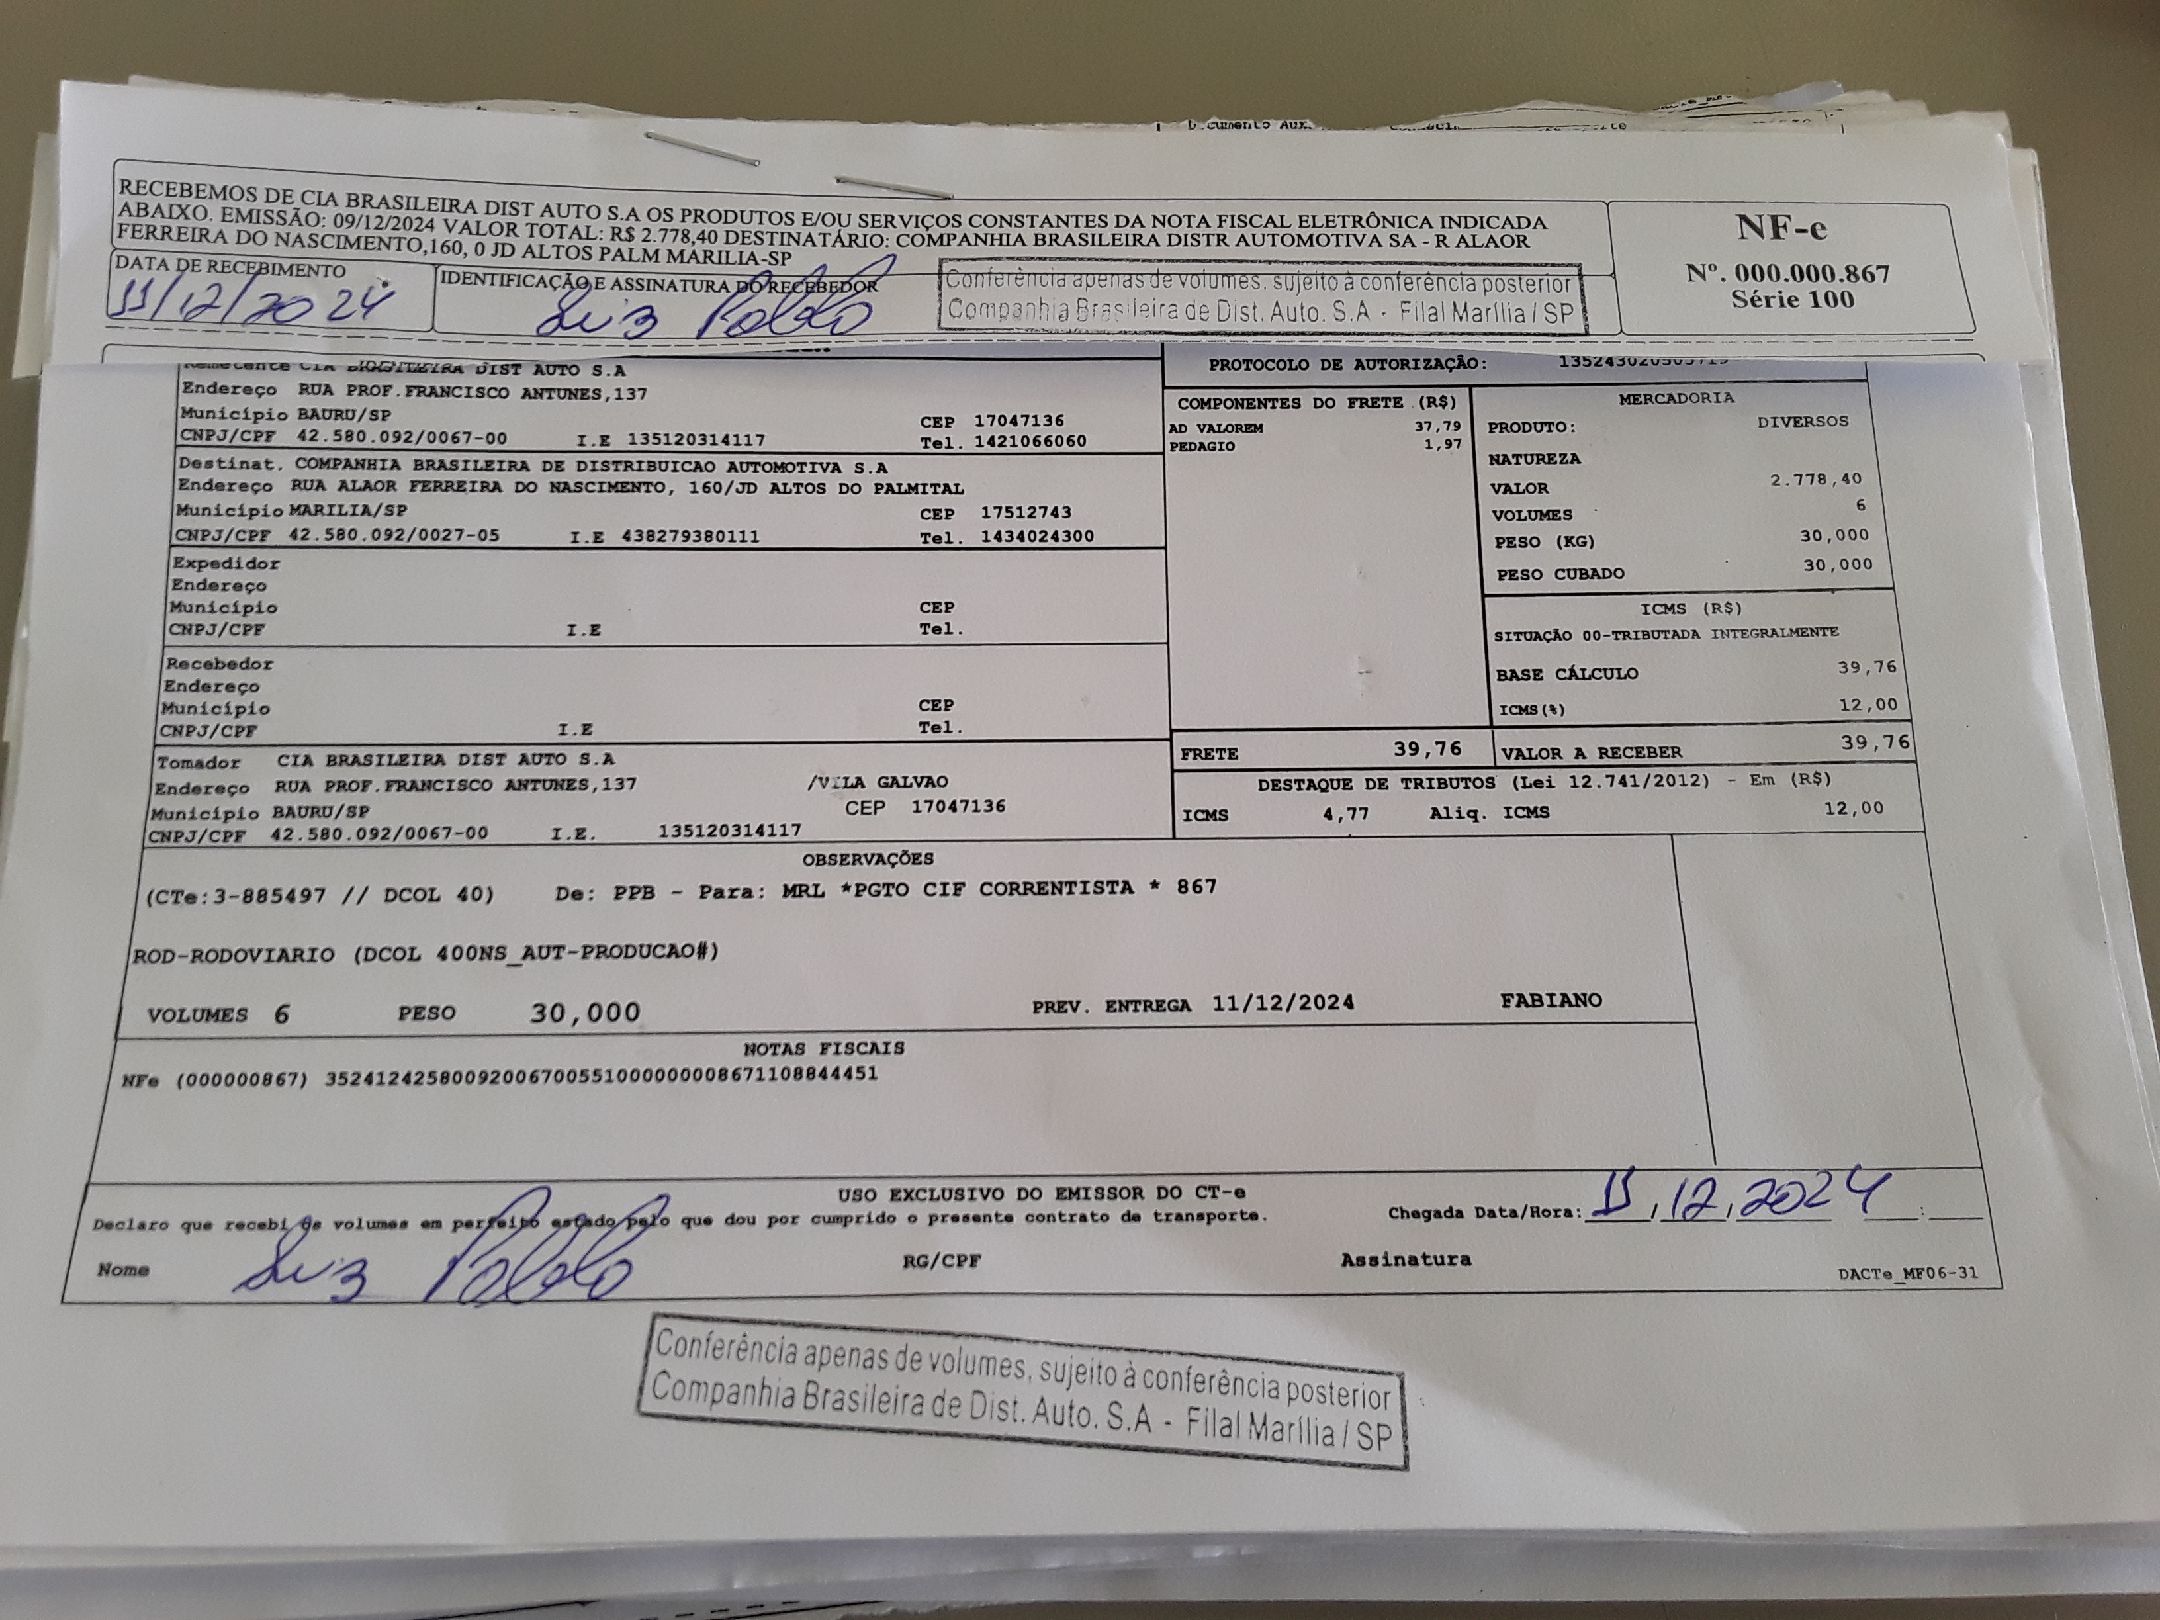 RECEBEMOS DE CIA BRASILEIRA DIST AUTO S.A OS PRODUTOS E/OU SERVIÇOS CONSTANTES DA NOTA FISCAL ELETRÔNICA INDICADA
ABAIXO. EMISSÃO: 09/12/2024 VALOR TOTAL: R$ 2.778,40 DESTINATÁRIO: COMPANHIA BRASILEIRA DISTR AUTOMOTIVA SA - R ALAOR
FERREIRA DO NASCIMENTO,160, 0 JD ALTOS PALM MARILIA-SP
NF-e
Nº. 000.000.867
Série 100
DATA DE RECEBIMENTO
11/12/2024
IDENTIFICAÇÃO E ASSINATURA DO RECEBEDOR
Luiz Pablo
Conferência apenas de volumes, sujeito à conferência posterior
Companhia Brasileira de Dist. Auto. S.A - Filal Marília / SP
Remetente CIA BRASILEIRA DIST AUTO S.A
Endereço RUA PROF.FRANCISCO ANTUNES,137
Município BAURU/SP CEP 17047136
CNPJ/CPF 42.580.092/0067-00 I.E 135120314117 Tel. 1421066060
Destinat. COMPANHIA BRASILEIRA DE DISTRIBUICAO AUTOMOTIVA S.A
Endereço RUA ALAOR FERREIRA DO NASCIMENTO, 160/JD ALTOS DO PALMITAL
Município MARILIA/SP CEP 17512743
CNPJ/CPF 42.580.092/0027-05 I.E 438279380111 Tel. 1434024300
Expedidor
Endereço
Município CEP
CNPJ/CPF I.E Tel.
Recebedor
Endereço
Município CEP
CNPJ/CPF I.E Tel.
Tomador CIA BRASILEIRA DIST AUTO S.A
Endereço RUA PROF.FRANCISCO ANTUNES,137 /VILA GALVAO
Município BAURU/SP CEP 17047136
CNPJ/CPF 42.580.092/0067-00 I.E. 135120314117
PROTOCOLO DE AUTORIZAÇÃO:
COMPONENTES DO FRETE (R$)
AD VALOREM 37,79
PEDAGIO 1,97
MERCADORIA
PRODUTO: DIVERSOS
NATUREZA
VALOR 2.778,40
VOLUMES 6
PESO (KG) 30,000
PESO CUBADO 30,000
ICMS (R$)
SITUAÇÃO 00-TRIBUTADA INTEGRALMENTE
BASE CÁLCULO 39,76
ICMS(%) 12,00
FRETE 39,76 VALOR A RECEBER 39,76
DESTAQUE DE TRIBUTOS (Lei 12.741/2012) - Em (R$)
ICMS 4,77 Aliq. ICMS 12,00
OBSERVAÇÕES
(CTe:3-885497 // DCOL 40) De: PPB - Para: MRL *PGTO CIF CORRENTISTA * 867
ROD-RODOVIARIO (DCOL 400NS_AUT-PRODUCAO#)
VOLUMES 6 PESO 30,000 PREV. ENTREGA 11/12/2024 FABIANO
NOTAS FISCAIS
NFe (000000867) 35241242580092006700551000000008671108844451
USO EXCLUSIVO DO EMISSOR DO CT-e
Declaro que recebi os volumes em perfeito estado pelo que dou por cumprido o presente contrato de transporte. Chegada Data/Hora: 11,12,2024 :
Nome Luiz Pablo RG/CPF Assinatura
DACTe_MF06-31
Conferência apenas de volumes, sujeito à conferência posterior
Companhia Brasileira de Dist. Auto. S.A - Filal Marília / SP